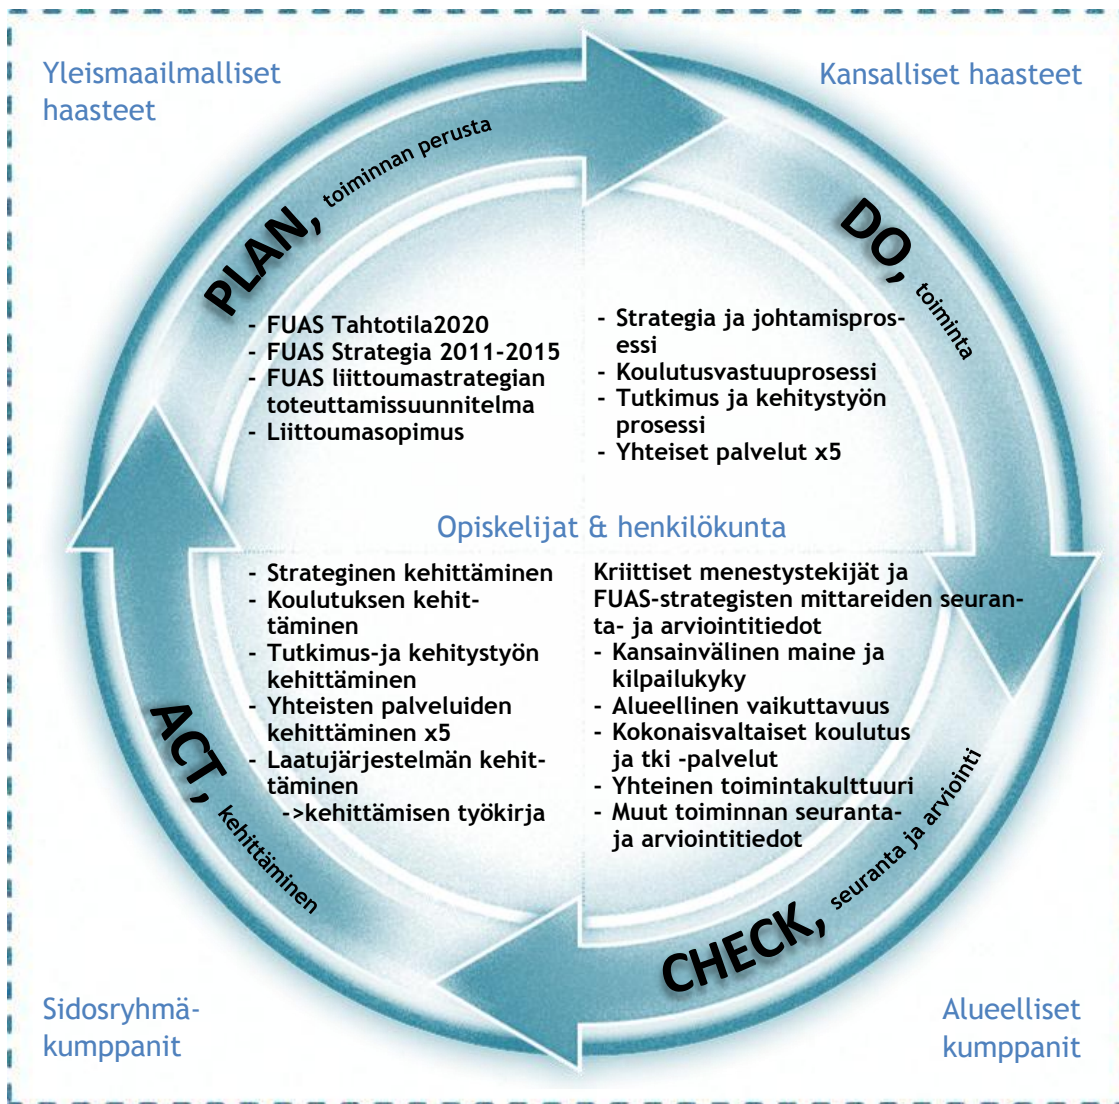 Yleismaailmalliset
haasteet
Kansalliset haasteet
PLAN, toiminnan perusta
DO, toiminta
- FUAS Tahtotila2020
- FUAS Strategia 2011-2015
- FUAS liittoumastrategian
toteuttamissuunnitelma
- Liittoumasopimus
- Strategia ja johtamispros-
essi
- Koulutusvastuuprosessi
- Tutkimus ja kehitystyön
prosessi
- Yhteiset palvelut x5
Opiskelijat & henkilökunta
- Strateginen kehittäminen
- Koulutuksen kehit-
täminen
- Tutkimus-ja kehitystyön
kehittäminen
- Yhteisten palveluiden
kehittäminen x5
- Laatujärjestelmän kehit-
täminen
->kehittämisen työkirja
Kriittiset menestystekijät ja
FUAS-strategisten mittareiden seuran-
ta- ja arviointitiedot
- Kansainvälinen maine ja
kilpailukyky
- Alueellinen vaikuttavuus
- Kokonaisvaltaiset koulutus
ja tki -palvelut
- Yhteinen toimintakulttuuri
- Muut toiminnan seuranta-
ja arviointitiedot
ACT, kehittäminen
CHECK, seuranta ja arviointi
Sidosryhmä-
kumppanit
Alueelliset
kumppanit